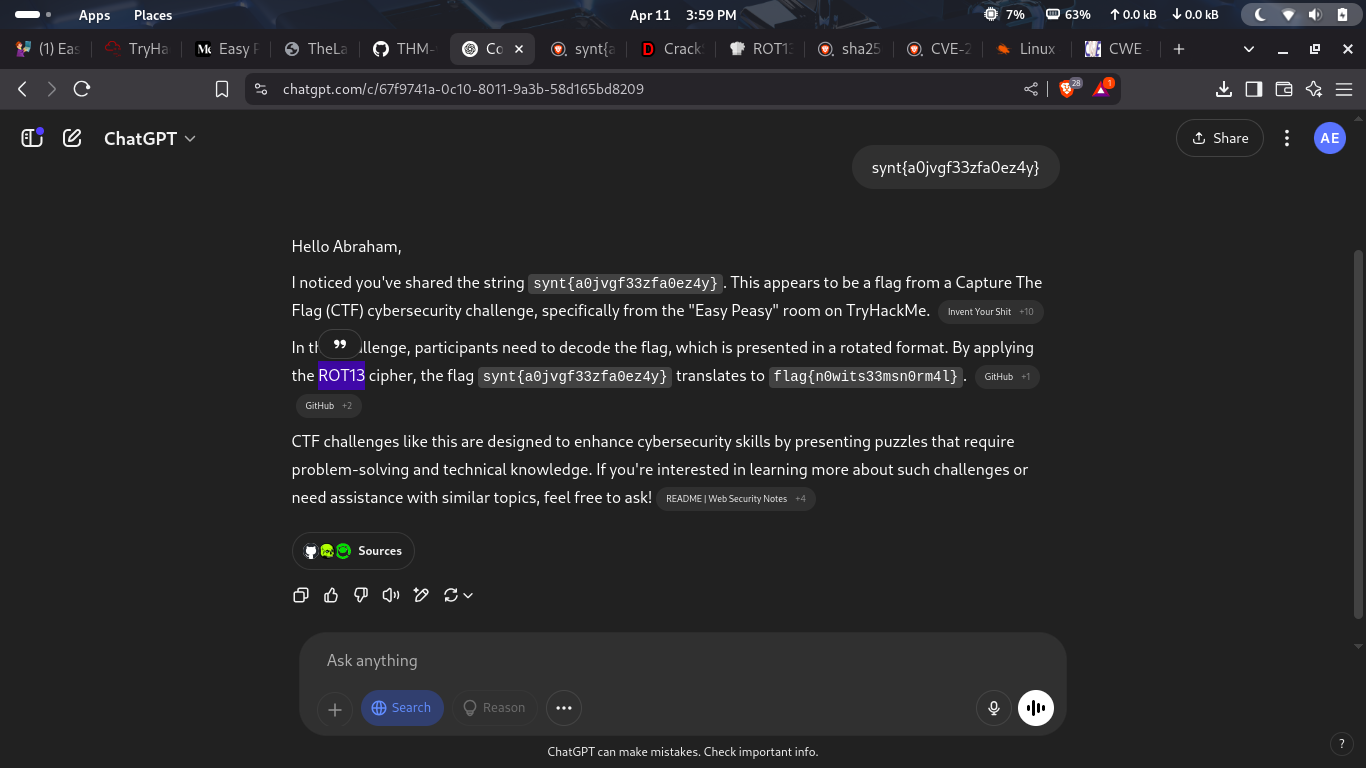 Apps Places Apr 11 3:59 PM 7% 63% 0.0 kB 0.0 kB
(1) Eas TryHa Easy P TheLa THM- Co synt{a Crack ROT13 sha25 CVE-2 Linux CWE
chatgpt.com/c/67f9741a-0c10-8011-9a3b-58d165bd8209 28 1
ChatGPT Share AE
synt{a0jvgf33zfa0ez4y}
Hello Abraham,
I noticed you've shared the string synt{a0jvgf33zfa0ez4y}. This appears to be a flag from a Capture The
Flag (CTF) cybersecurity challenge, specifically from the "Easy Peasy" room on TryHackMe. Invent Your Shit +10
In th llenge, participants need to decode the flag, which is presented in a rotated format. By applying
the ROT13 cipher, the flag synt{a0jvgf33zfa0ez4y} translates to flag{n0wits33msn0rm4l}. GitHub +1
GitHub +2
CTF challenges like this are designed to enhance cybersecurity skills by presenting puzzles that require
problem-solving and technical knowledge. If you're interested in learning more about such challenges or
need assistance with similar topics, feel free to ask! README | Web Security Notes +4
Sources
Ask anything
Search Reason
ChatGPT can make mistakes. Check important info. ?